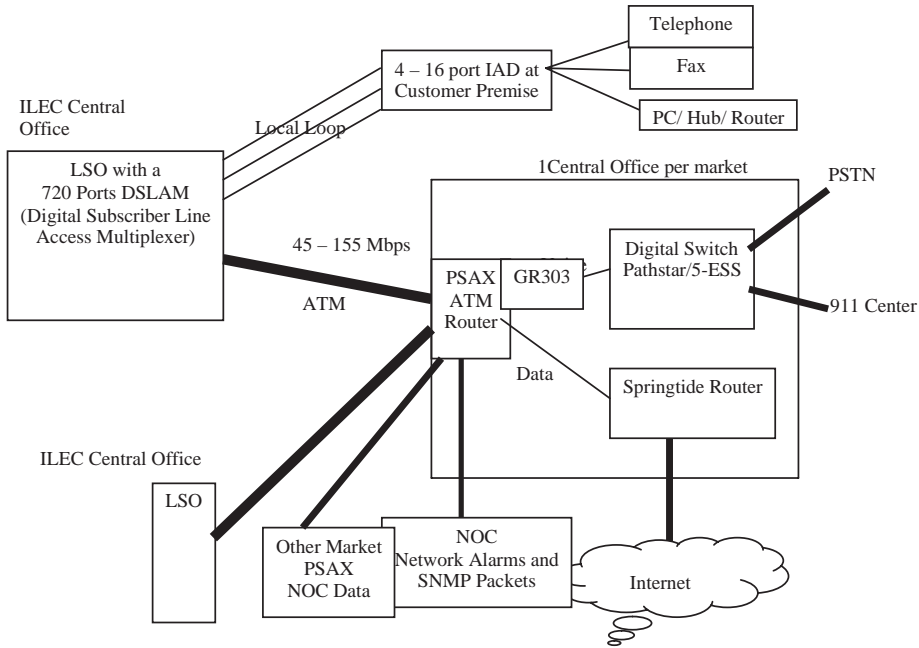 Telephone
Fax
PC/ Hub/ Router
4 – 16 port IAD at
Customer Premise
ILEC Central
Office
Local Loop
LSO with a
720 Ports DSLAM
(Digital Subscriber Line
Access Multiplexer)
1Central Office per market
PSTN
45 – 155 Mbps
ATM
PSAX
ATM
Router
GR303
Digital Switch
Pathstar/5-ESS
911 Center
Data
Springtide Router
ILEC Central Office
LSO
Other Market
PSAX
NOC Data
NOC
Network Alarms and
SNMP Packets
Internet